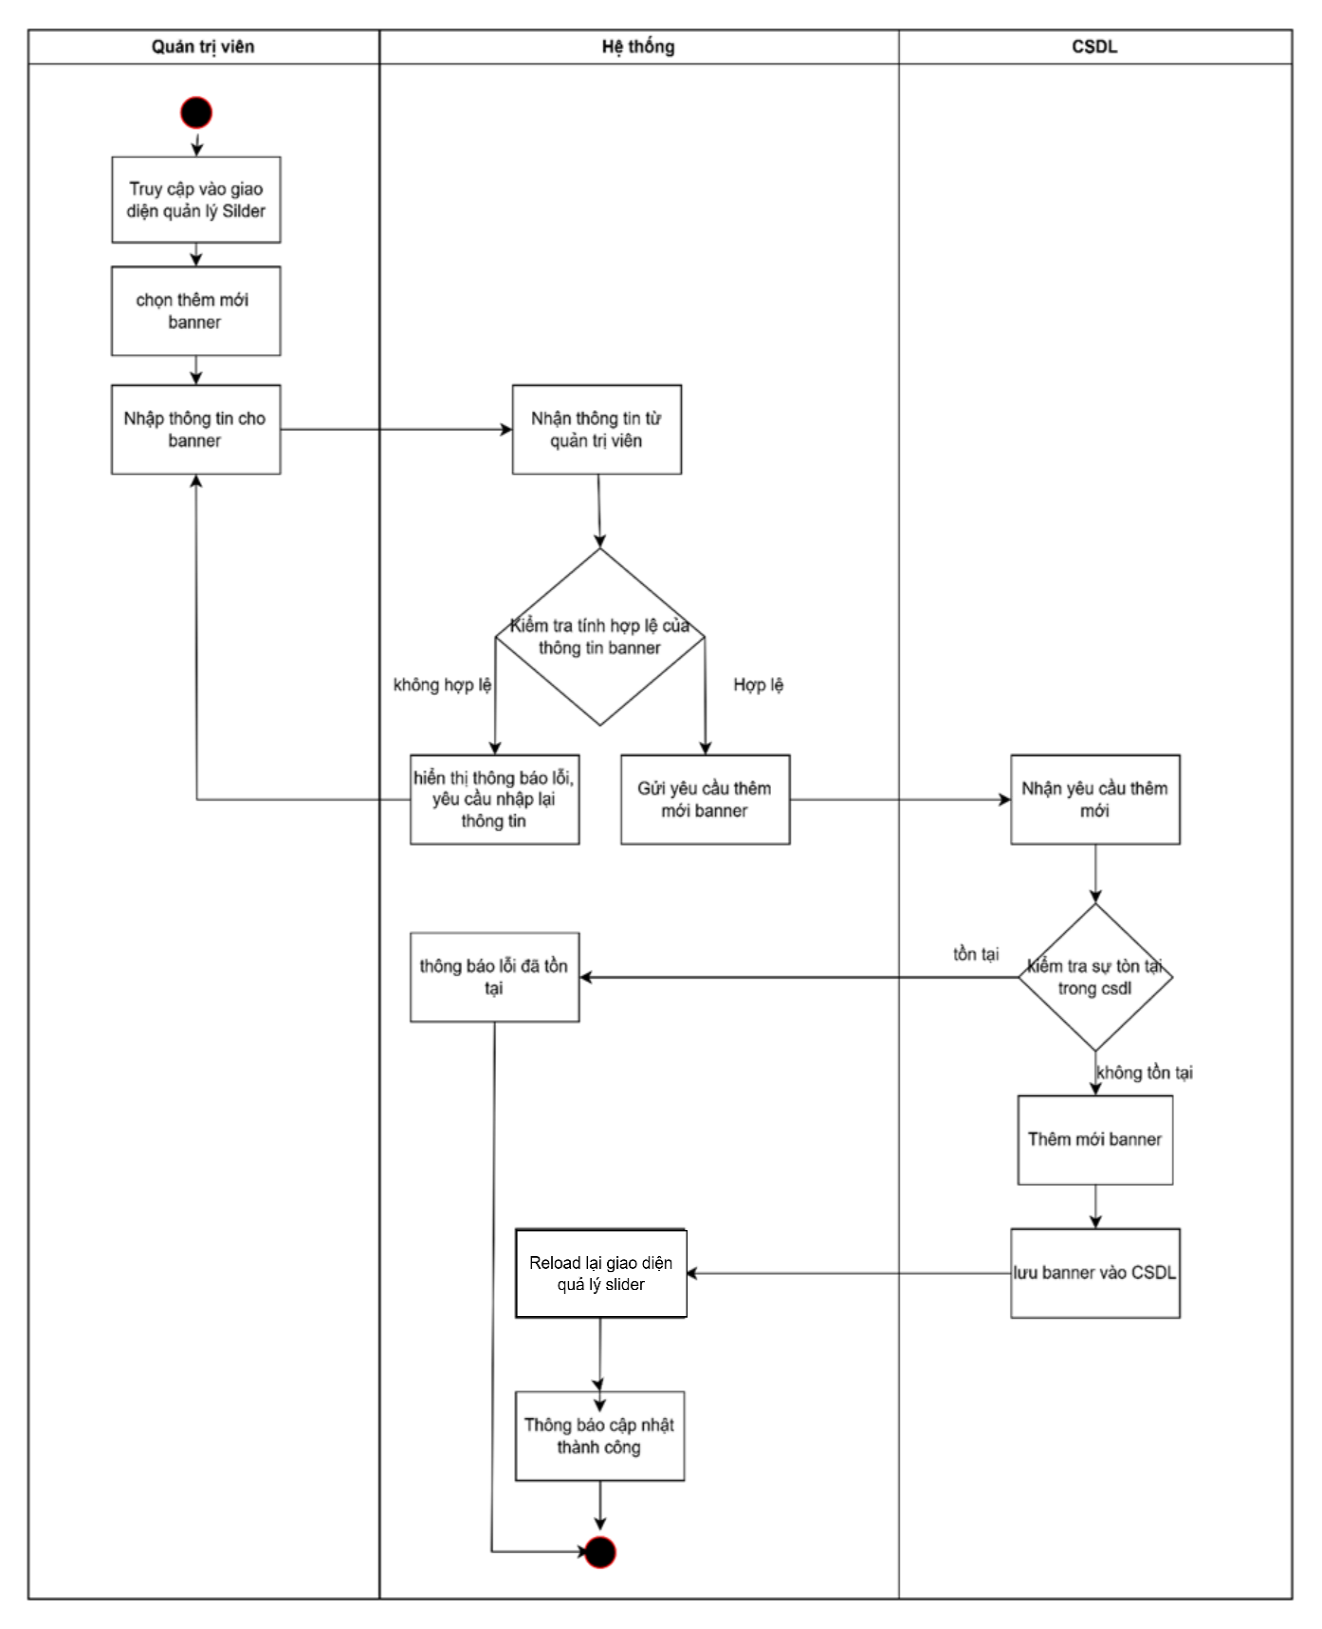 Quản trị viên
Hệ thống
CSDL
Truy cập vào giao
diện quản lý Silder
chọn thêm mới
banner
Nhập thông tin cho
banner
Nhận thông tin từ
quản trị viên
Kiểm tra tính hợp lệ của
thông tin banner
không hợp lệ
Hợp lệ
hiển thị thông báo lỗi,
yêu cầu nhập lại
thông tin
Gửi yêu cầu thêm
mới banner
Nhận yêu cầu thêm
mới
tồn tại
kiểm tra sự tòn tại
trong csdl
thông báo lỗi đã tồn
tại
không tồn tại
Thêm mới banner
lưu banner vào CSDL
Reload lại giao diện
quả lý slider
Thông báo cập nhật
thành công